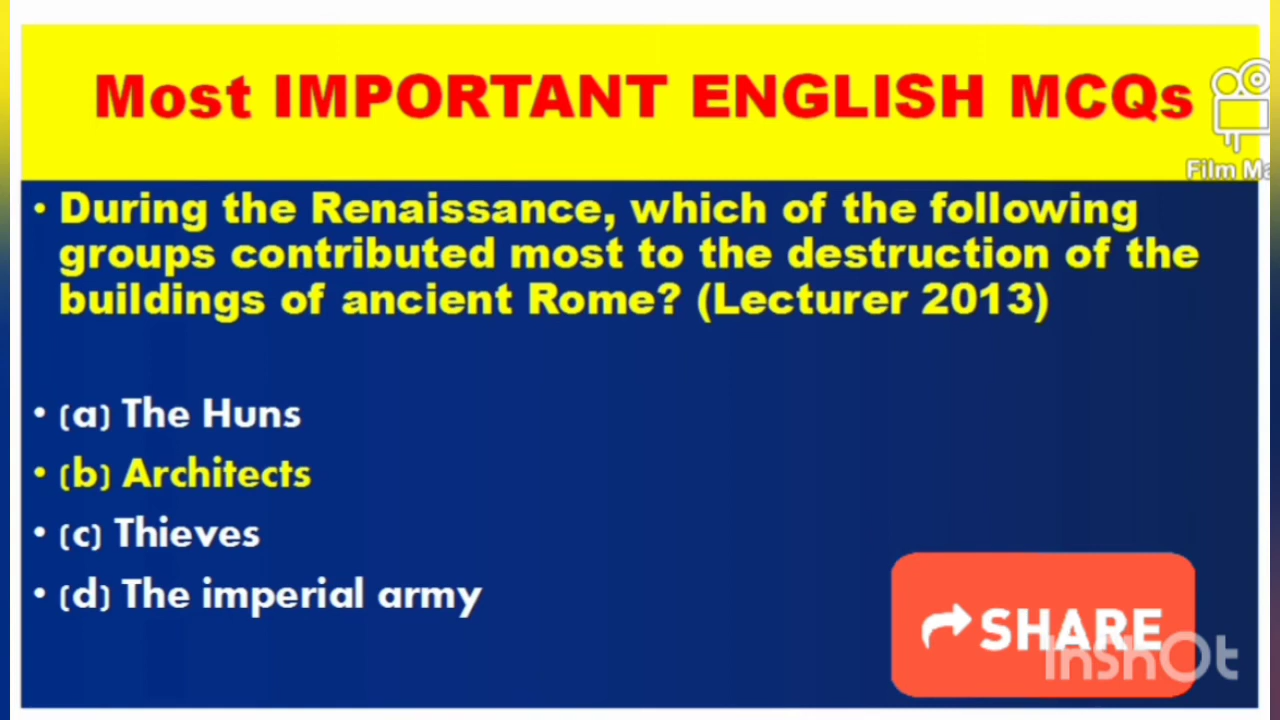 Most IMPORTANT ENGLISH MCQs
Film
• During the Renaissance, which of the following
groups contributed most to the destruction of the
buildings of ancient Rome? (Lecturer 2013)
• (a) The Huns
• (b) Architects
• (c) Thieves
• (d) The imperial army
SHARE
InShOt